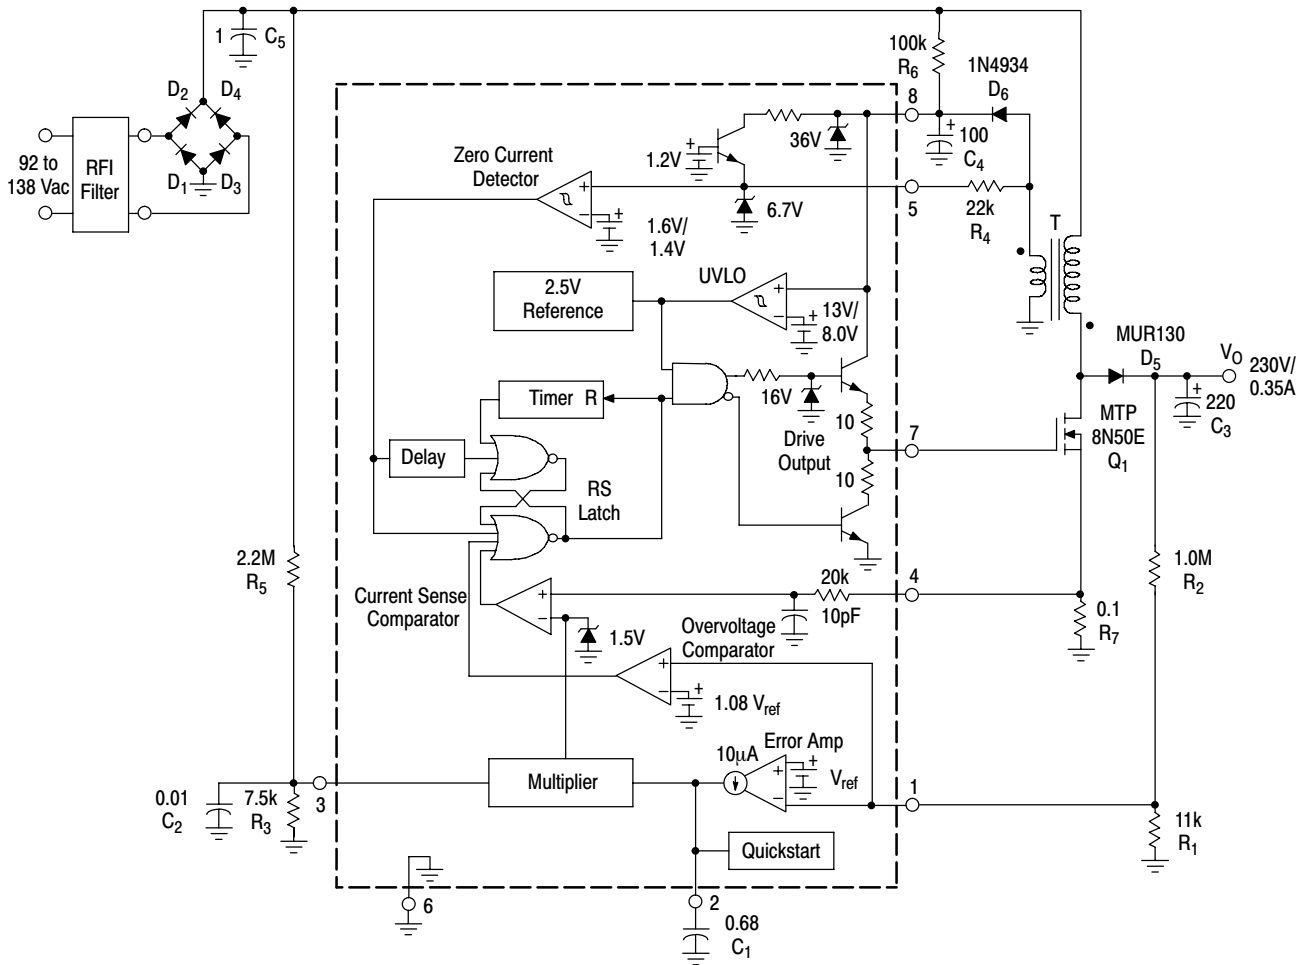 1
C5
92 to
138 Vac
RFI
Filter
D2
D4
D1
D3
100k
R6
1N4934
D6
8
100
C4
36V
1.2V
Zero Current
Detector
6.7V
1.6V/
1.4V
5
22k
R4
T
2.5V
Reference
UVLO
13V/
8.0V
MUR130
D5
VO
230V/
0.35A
220
C3
Timer R
16V
10
Drive
Output
10
7
MTP
8N50E
Q1
Delay
RS
Latch
2.2M
R5
20k
10pF
4
1.0M
R2
0.1
R7
Current Sense
Comparator
1.5V
Overvoltage
Comparator
1.08 Vref
Error Amp
10μA
Vref
Multiplier
1
3
0.01
C2
7.5k
R3
11k
R1
Quickstart
6
2
0.68
C1